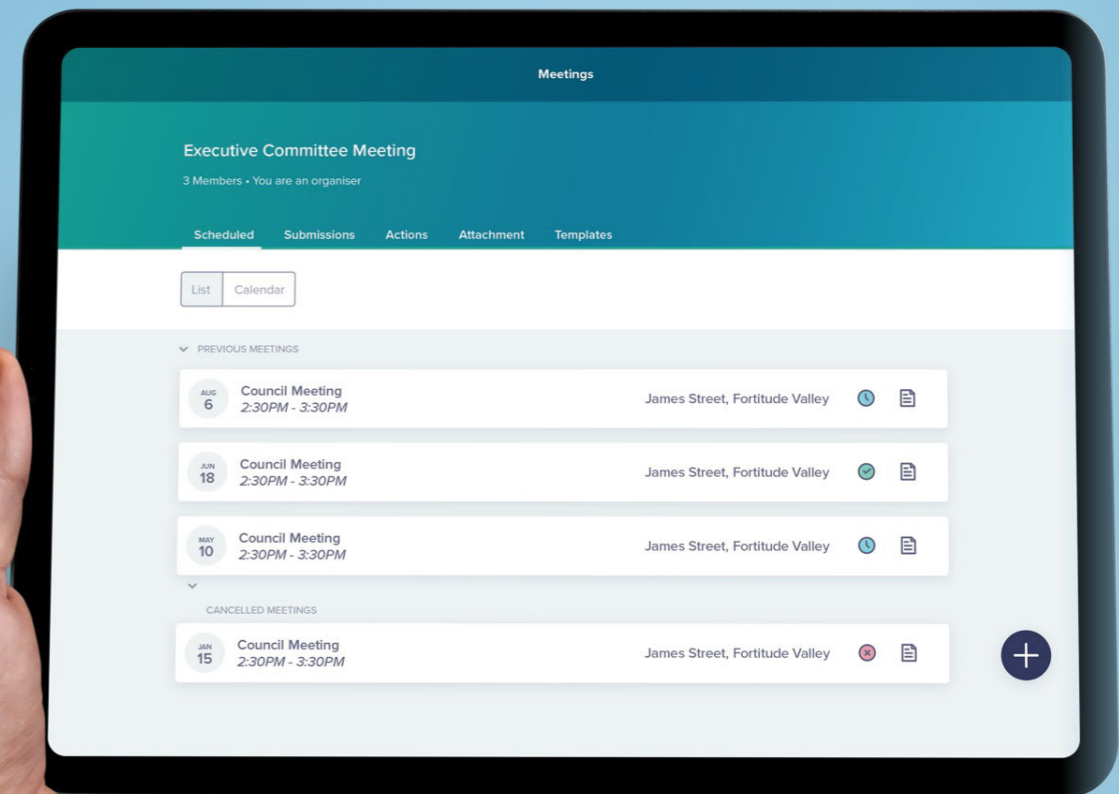 Meetings
Executive Committee Meeting
3 Members • You are an organiser
Scheduled Submissions Actions Attachment Templates
List Calendar
PREVIOUS MEETINGS
AUG
6
Council Meeting
2:30PM - 3:30PM
James Street, Fortitude Valley
JUN
18
Council Meeting
2:30PM - 3:30PM
James Street, Fortitude Valley
MAY
10
Council Meeting
2:30PM - 3:30PM
James Street, Fortitude Valley
CANCELLED MEETINGS
JAN
15
Council Meeting
2:30PM - 3:30PM
James Street, Fortitude Valley